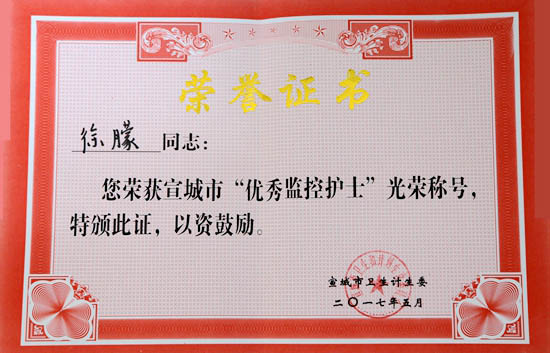 荣誉证书
徐朦 同志：
您荣获宣城市“优秀监控护士”光荣称号，
特颁此证，以资鼓励。
宣城市卫生计生委
二〇一七年五月